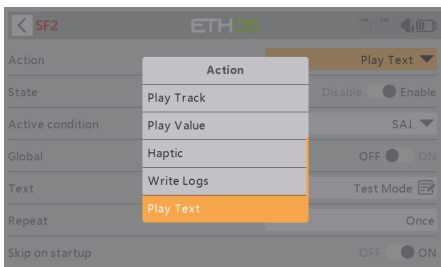 SF2
ETHOS
Action
Play Text
State
Disable Enable
Active condition
SA↓
Global
OFF ON
Text
Test Mode
Repeat
Once
Skip on startup
OFF ON
Action
Play Track
Play Value
Haptic
Write Logs
Play Text